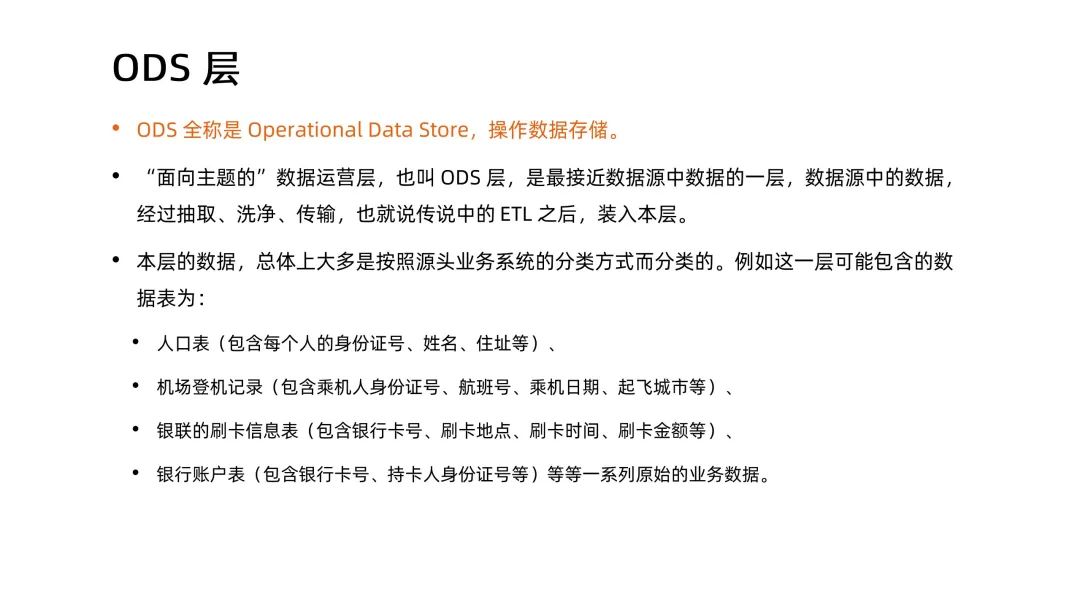 ODS 层
• ODS 全称是 Operational Data Store，操作数据存储。
• “面向主题的”数据运营层，也叫 ODS 层，是最接近数据源中数据的一层，数据源中的数据，
经过抽取、洗净、传输，也就说传说中的 ETL 之后，装入本层。
• 本层的数据，总体上大多是按照源头业务系统的分类方式而分类的。例如这一层可能包含的数
据表为：
• 人口表（包含每个人的身份证号、姓名、住址等）、
• 机场登机记录（包含乘机人身份证号、航班号、乘机日期、起飞城市等）、
• 银联的刷卡信息表（包含银行卡号、刷卡地点、刷卡时间、刷卡金额等）、
• 银行账户表（包含银行卡号、持卡人身份证号等）等等一系列原始的业务数据。